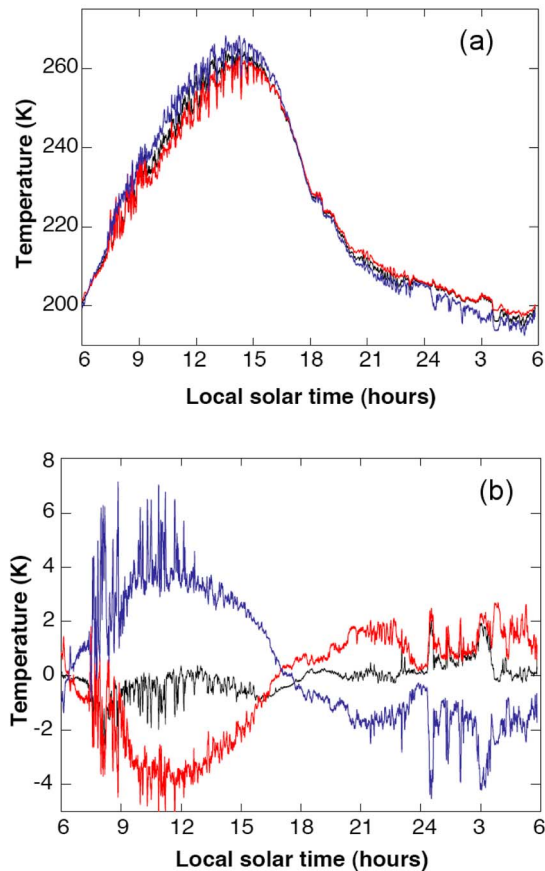 (a)
Temperature (K)
260
240
220
200
6 9 12 15 18 21 24 3 6
Local solar time (hours)
(b)
Temperature (K)
8
6
4
2
0
-2
-4
6 9 12 15 18 21 24 3 6
Local solar time (hours)